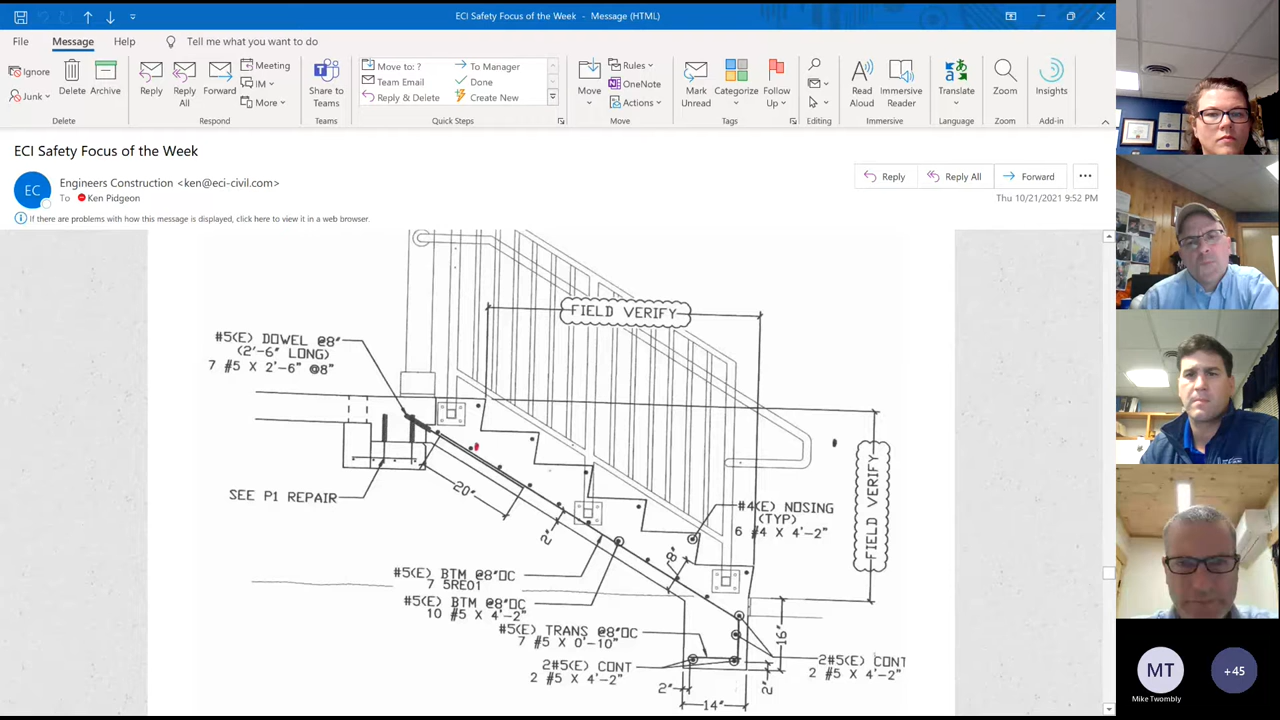 ECI Safety Focus of the Week - Message (HTML)
File Message Help Tell me what you want to do
Ignore
Junk
Delete
Archive
Delete
Reply
Reply All
Forward
Meeting
IM
More
Respond
Share to Teams
Teams
Move to: ?
To Manager
Team Email
Done
Reply & Delete
Create New
Quick Steps
Move
Rules
OneNote
Actions
Move
Mark Unread
Categorize
Follow Up
Tags
Editing
Read Aloud
Immersive Reader
Immersive
Translate
Language
Zoom
Zoom
Insights
Add-in
ECI Safety Focus of the Week
EC
Engineers Construction <ken@eci-civil.com>
To Ken Pidgeon
Reply Reply All Forward
Thu 10/21/2021 9:52 PM
If there are problems with how this message is displayed, click here to view it in a web browser.
FIELD VERIFY
#5(E) DOWEL @8"
(2'-6" LONG)
7 #5 X 2'-6" @8"
SEE P1 REPAIR
20"
2"
8"
#4(E) NOSING
(TYP)
6 #4 X 4'-2"
FIELD VERIFY
#5(E) BTM @8"OC
7 5RE01
#5(E) BTM @8"OC
10 #5 X 4'-2"
#5(E) TRANS @8"OC
7 #5 X 0'-10"
2#5(E) CONT
2 #5 X 4'-2"
16"
2#5(E) CONT
2 #5 X 4'-2"
2"
2"
14"
MT
Mike Twombly
+45